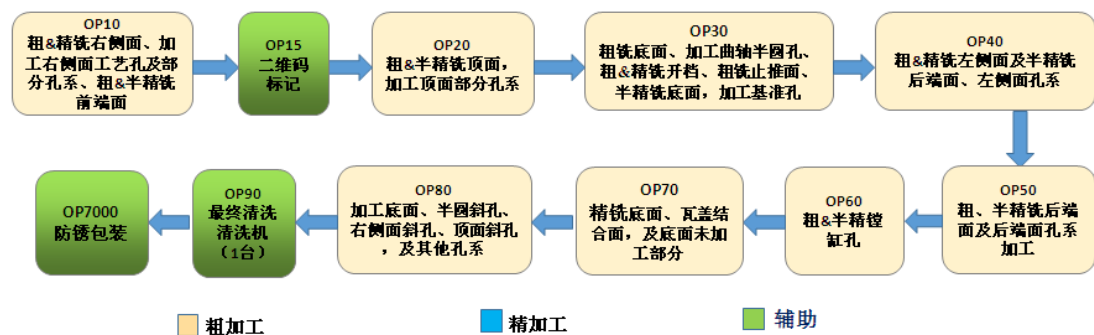 OP10
粗&精铣右侧面、加
工右侧面工艺孔及部
分孔系、粗&半精铣
前端面
OP15
二维码
标记
OP20
粗&半精铣顶面，
加工顶面部分孔系
OP30
粗铣底面、加工曲轴半圆孔、
粗&精铣开档、粗铣止推面、
半精铣底面，加工基准孔
OP40
粗&精铣左侧面及半精铣
后端面、左侧面孔系
OP50
粗、半精铣后端
面及后端面孔系
加工
OP60
粗&半精镗
缸孔
OP70
精铣底面、瓦盖结
合面，及底面未加
工部分
OP80
加工底面、半圆斜孔、
右侧面斜孔、顶面斜孔
，及其他孔系
OP90
最终清洗
清洗机
（1台）
OP7000
防锈包装
粗加工
精加工
辅助